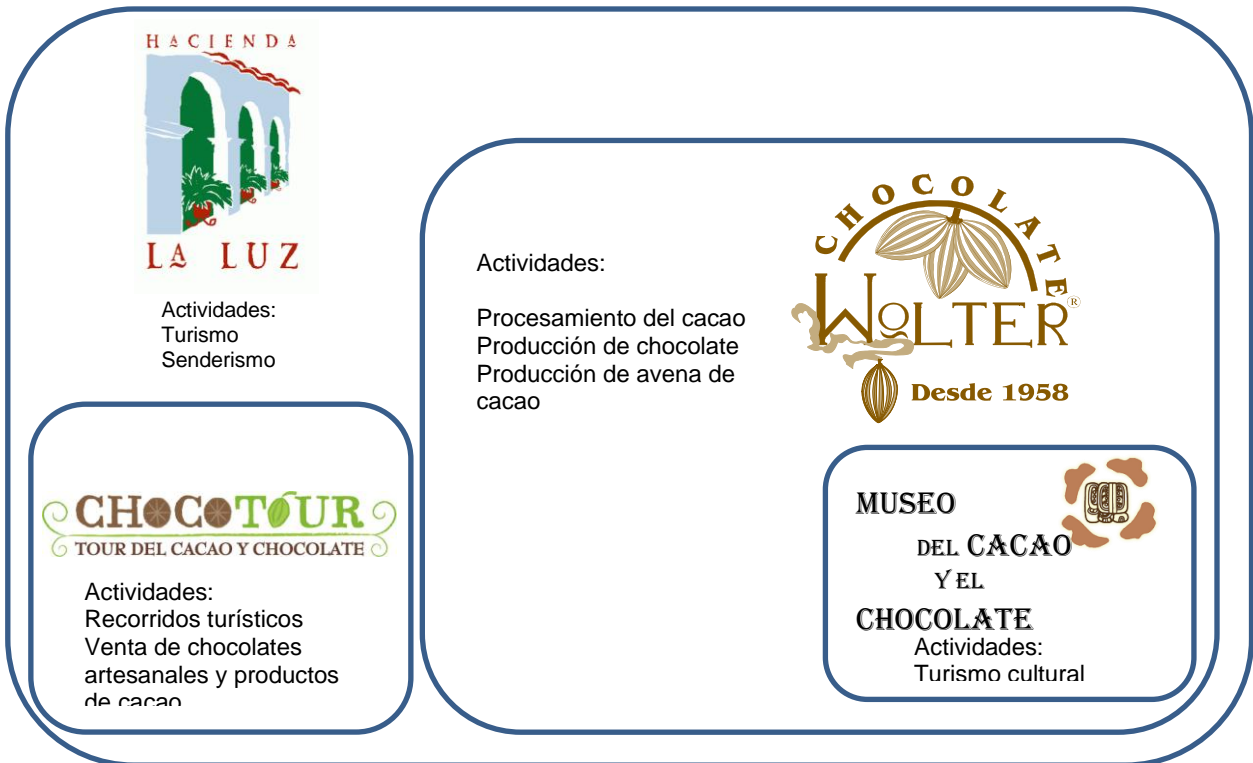 HACIENDA
LA LUZ
Actividades:
Turismo
Senderismo
CHOCOTOUR
TOUR DEL CACAO Y CHOCOLATE
Actividades:
Recorridos turísticos
Venta de chocolates
artesanales y productos
de cacao
Actividades:
Procesamiento del cacao
Producción de chocolate
Producción de avena de
cacao
CHOCOLATE
WOLTER®
Desde 1958
MUSEO
DEL CACAO
Y EL
CHOCOLATE
Actividades:
Turismo cultural